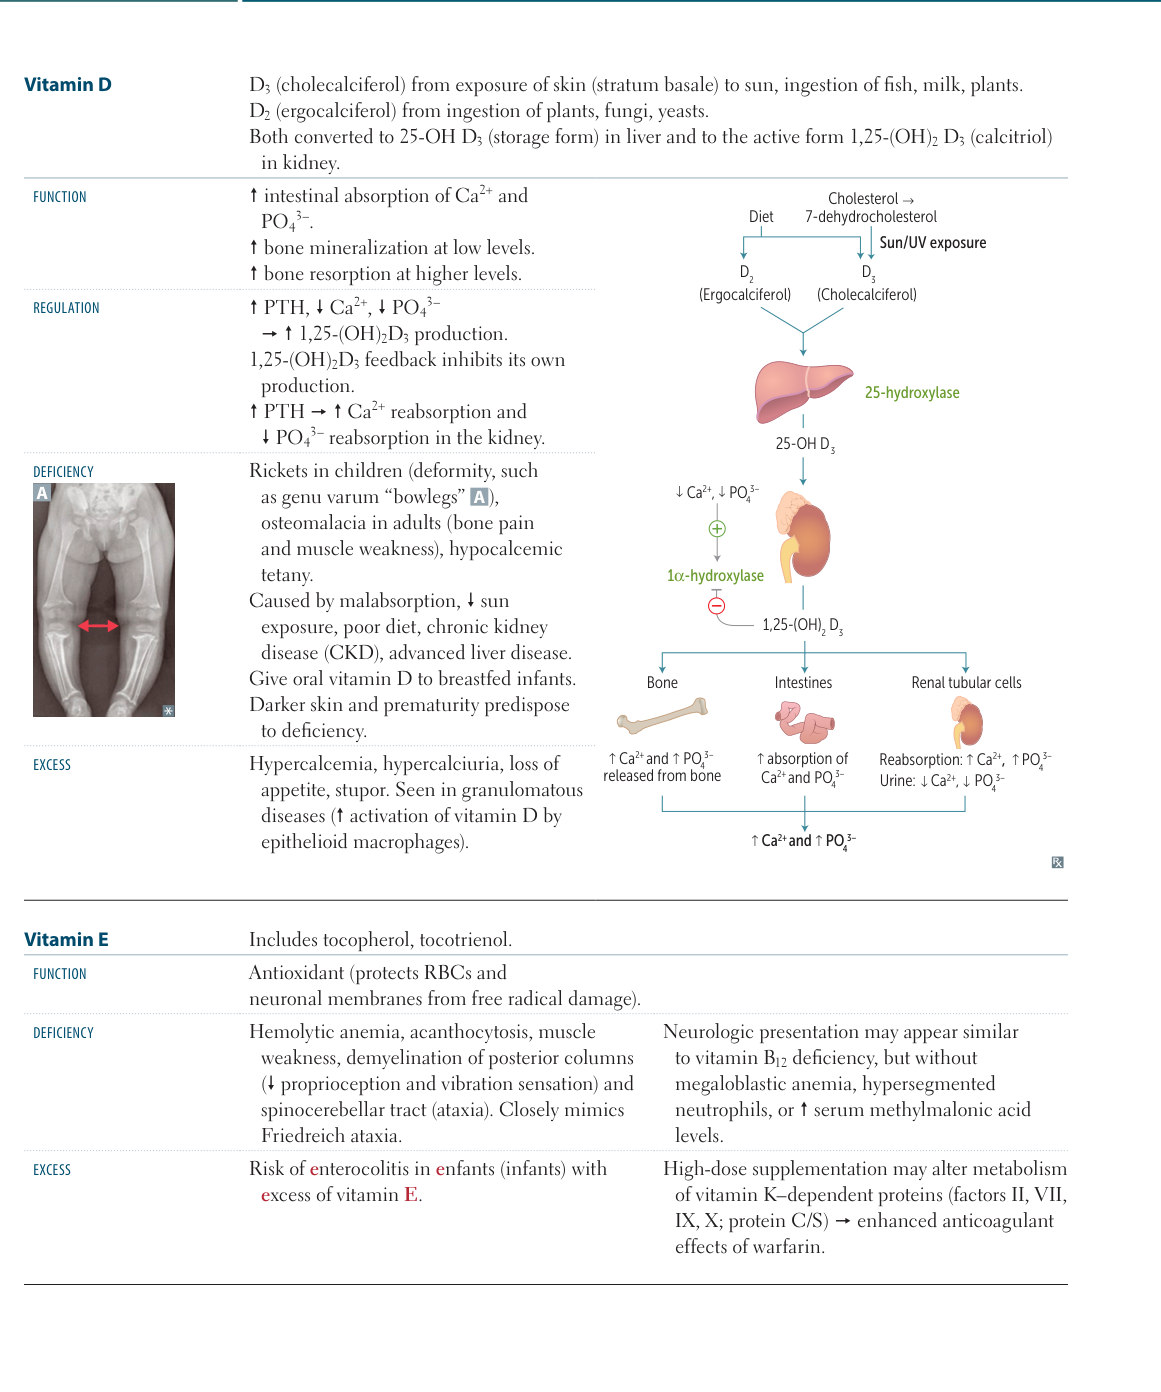 Vitamin D
D₃ (cholecalciferol) from exposure of skin (stratum basale) to sun, ingestion of fish, milk, plants.
D₂ (ergocalciferol) from ingestion of plants, fungi, yeasts.
Both converted to 25-OH D₃ (storage form) in liver and to the active form 1,25-(OH)₂ D₃ (calcitriol)
in kidney.
FUNCTION
↑ intestinal absorption of Ca²⁺ and
PO₄³⁻.
↑ bone mineralization at low levels.
↑ bone resorption at higher levels.
REGULATION
↑ PTH, ↓ Ca²⁺, ↓ PO₄³⁻
→ ↑ 1,25-(OH)₂D₃ production.
1,25-(OH)₂D₃ feedback inhibits its own
production.
↑ PTH → ↑ Ca²⁺ reabsorption and
↓ PO₄³⁻ reabsorption in the kidney.
DEFICIENCY
A
Rickets in children (deformity, such
as genu varum “bowlegs” A),
osteomalacia in adults (bone pain
and muscle weakness), hypocalcemic
tetany.
Caused by malabsorption, ↓ sun
exposure, poor diet, chronic kidney
disease (CKD), advanced liver disease.
Give oral vitamin D to breastfed infants.
Darker skin and prematurity predispose
to deficiency.
EXCESS
Hypercalcemia, hypercalciuria, loss of
appetite, stupor. Seen in granulomatous
diseases (↑ activation of vitamin D by
epithelioid macrophages).
Cholesterol →
Diet 7-dehydrocholesterol
Sun/UV exposure
D₂ D₃
(Ergocalciferol) (Cholecalciferol)
25-hydroxylase
25-OH D₃
↓ Ca²⁺, ↓ PO₄³⁻
+
1α-hydroxylase
−
1,25-(OH)₂ D₃
Bone Intestines Renal tubular cells
↑ Ca²⁺ and ↑ PO₄³⁻
released from bone
↑ absorption of
Ca²⁺ and PO₄³⁻
Reabsorption: ↑ Ca²⁺, ↑ PO₄³⁻
Urine: ↓ Ca²⁺, ↓ PO₄³⁻
↑ Ca²⁺ and ↑ PO₄³⁻
Rx
Vitamin E
Includes tocopherol, tocotrienol.
FUNCTION
Antioxidant (protects RBCs and
neuronal membranes from free radical damage).
DEFICIENCY
Hemolytic anemia, acanthocytosis, muscle
weakness, demyelination of posterior columns
(↓ proprioception and vibration sensation) and
spinocerebellar tract (ataxia). Closely mimics
Friedreich ataxia.
Neurologic presentation may appear similar
to vitamin B₁₂ deficiency, but without
megaloblastic anemia, hypersegmented
neutrophils, or ↑ serum methylmalonic acid
levels.
EXCESS
Risk of enterocolitis in enfants (infants) with
excess of vitamin E.
High-dose supplementation may alter metabolism
of vitamin K–dependent proteins (factors II, VII,
IX, X; protein C/S) → enhanced anticoagulant
effects of warfarin.